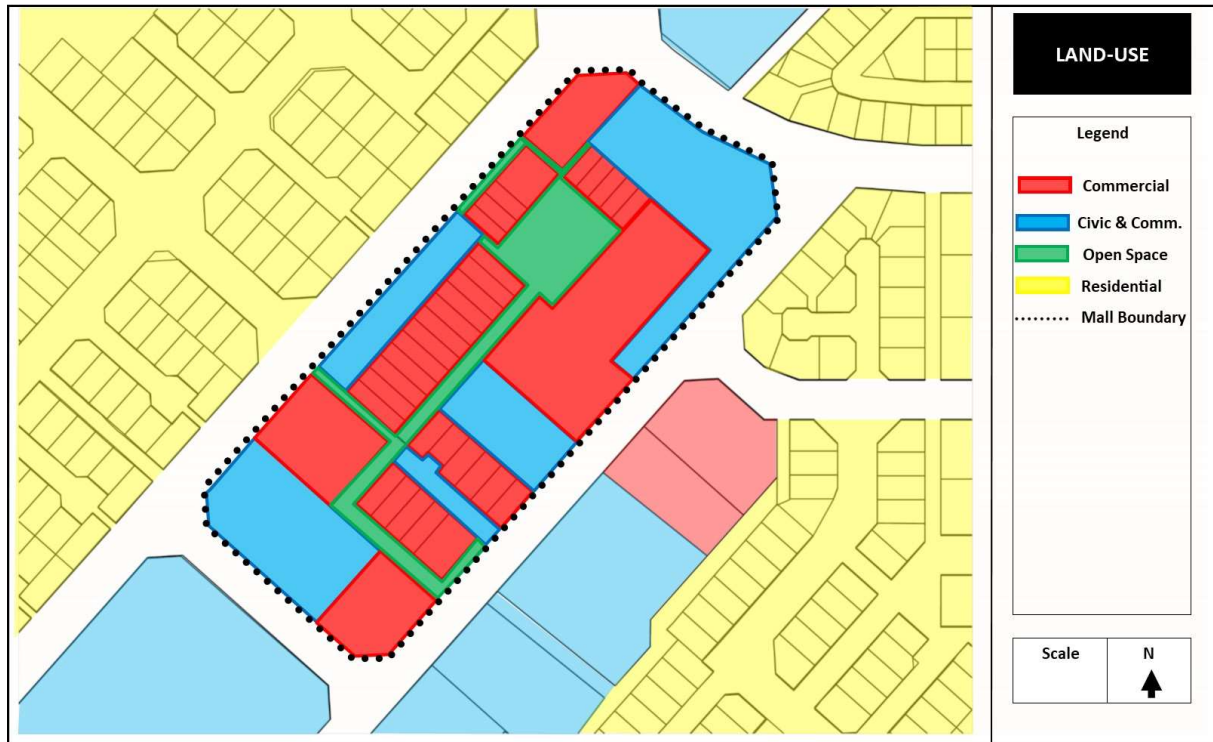 LAND-USE
Legend
Commercial
Civic & Comm.
Open Space
Residential
Mall Boundary
Scale
N